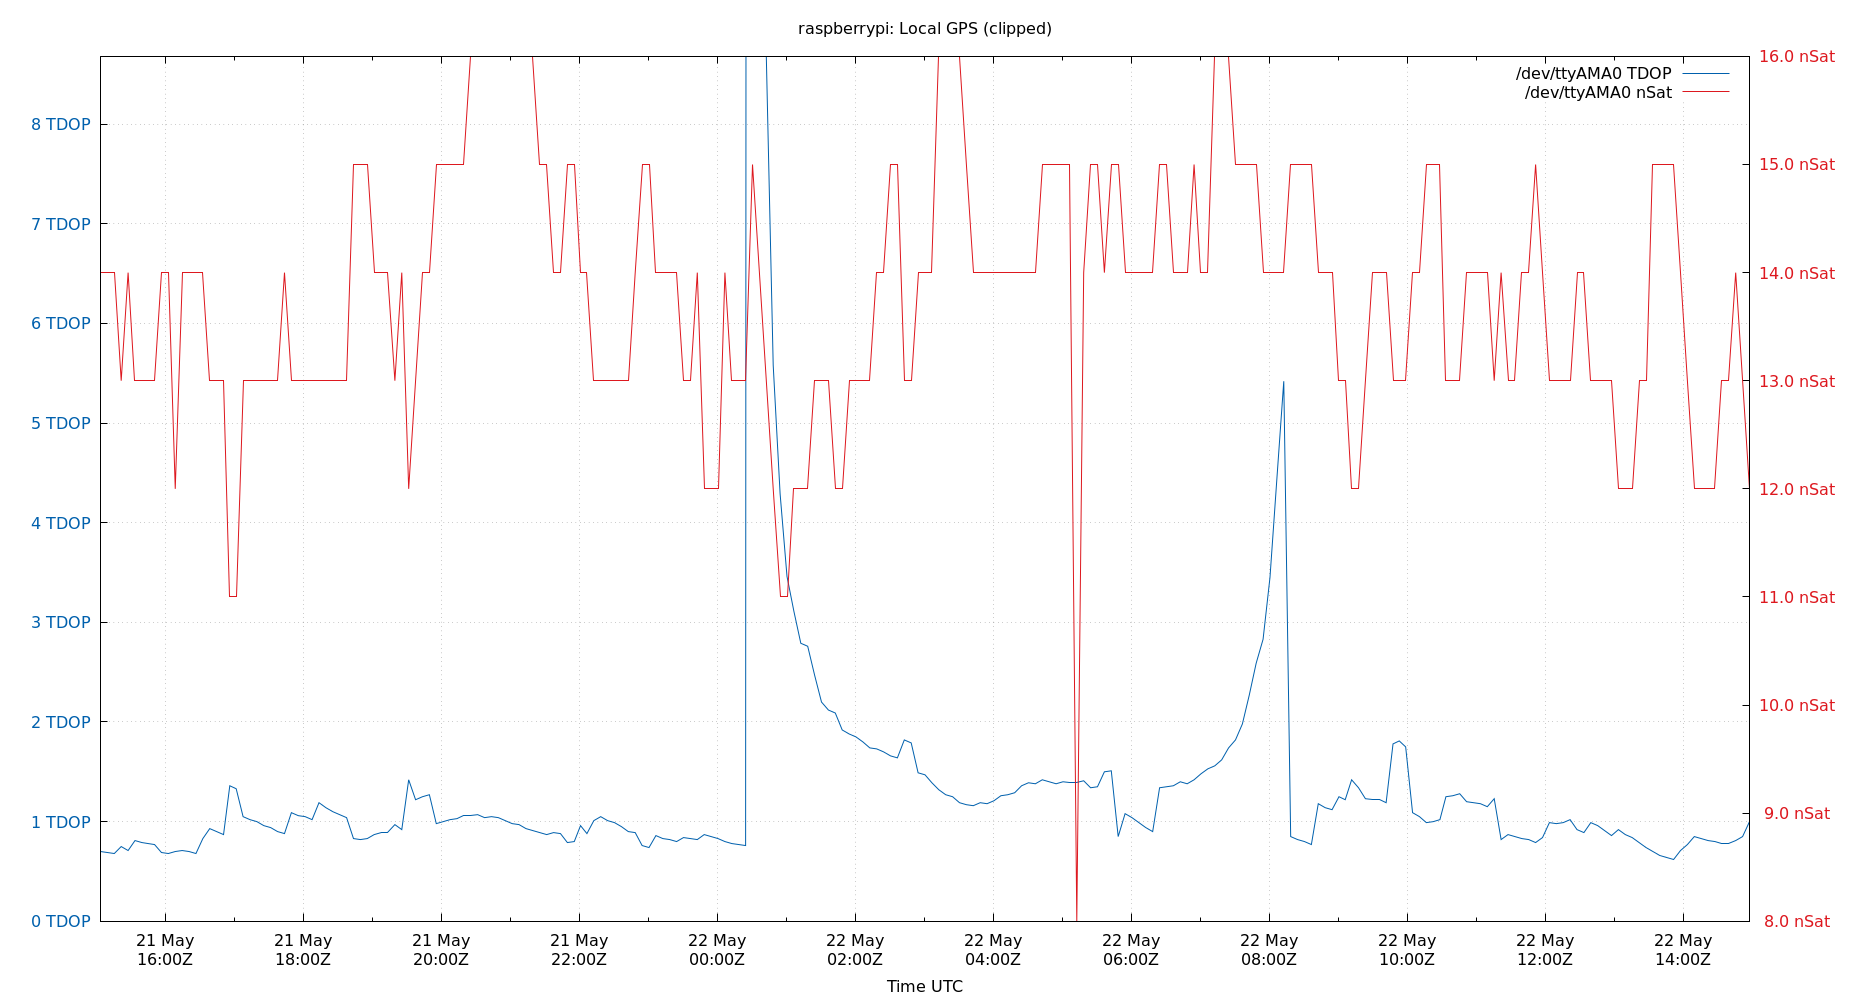 raspberrypi: Local GPS (clipped)
/dev/ttyAMA0 TDOP
/dev/ttyAMA0 nSat
8 TDOP
7 TDOP
6 TDOP
5 TDOP
4 TDOP
3 TDOP
2 TDOP
1 TDOP
0 TDOP
16.0 nSat
15.0 nSat
14.0 nSat
13.0 nSat
12.0 nSat
11.0 nSat
10.0 nSat
9.0 nSat
8.0 nSat
21 May 21 May 21 May 21 May 22 May 22 May 22 May 22 May 22 May 22 May 22 May 22 May
16:00Z 18:00Z 20:00Z 22:00Z 00:00Z 02:00Z 04:00Z 06:00Z 08:00Z 10:00Z 12:00Z 14:00Z
Time UTC